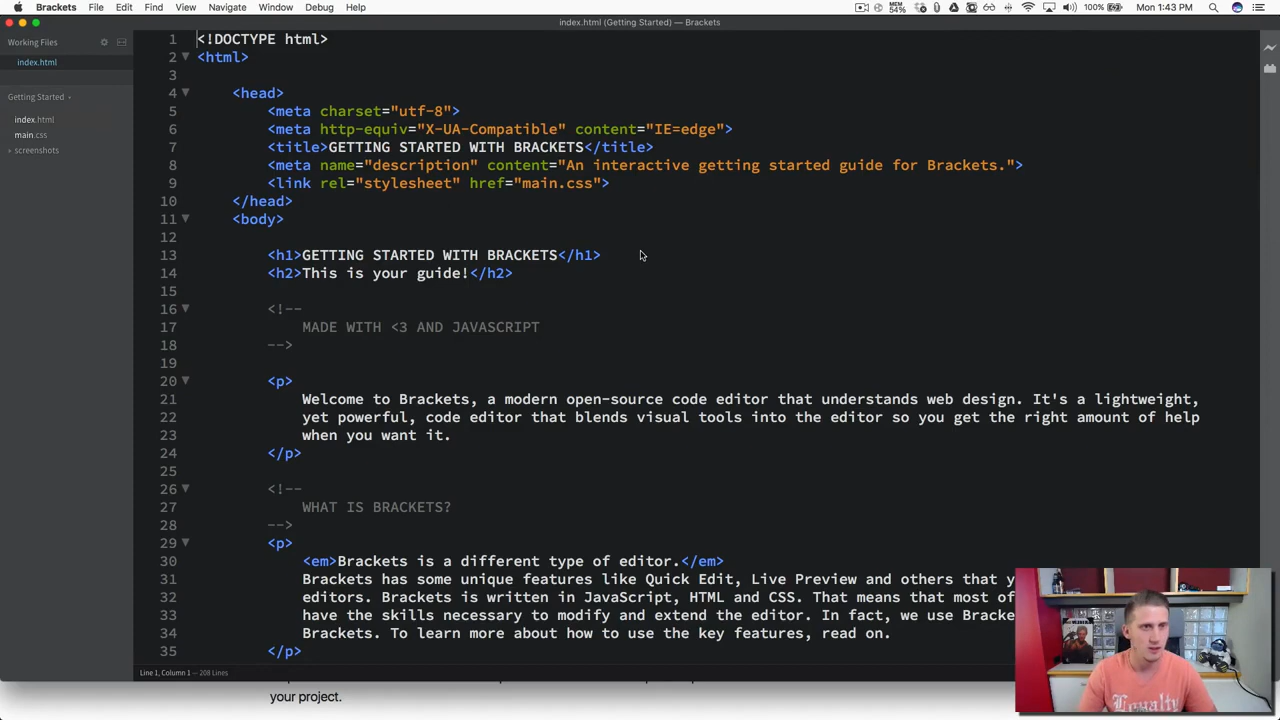 Brackets File Edit Find View Navigate Window Debug Help
MEM 54% 100% Mon 1:43 PM
index.html (Getting Started) — Brackets
Working Files
index.html
Getting Started
index.html
main.css
screenshots
1 <!DOCTYPE html>
2 <html>
3
4 <head>
5 <meta charset="utf-8">
6 <meta http-equiv="X-UA-Compatible" content="IE=edge">
7 <title>GETTING STARTED WITH BRACKETS</title>
8 <meta name="description" content="An interactive getting started guide for Brackets.">
9 <link rel="stylesheet" href="main.css">
10 </head>
11 <body>
12
13 <h1>GETTING STARTED WITH BRACKETS</h1>
14 <h2>This is your guide!</h2>
15
16 <!--
17 MADE WITH <3 AND JAVASCRIPT
18 -->
19
20 <p>
21 Welcome to Brackets, a modern open-source code editor that understands web design. It's a lightweight,
22 yet powerful, code editor that blends visual tools into the editor so you get the right amount of help
23 when you want it.
24 </p>
25
26 <!--
27 WHAT IS BRACKETS?
28 -->
29 <p>
30 <em>Brackets is a different type of editor.</em>
31 Brackets has some unique features like Quick Edit, Live Preview and others that y
32 editors. Brackets is written in JavaScript, HTML and CSS. That means that most of
33 have the skills necessary to modify and extend the editor. In fact, we use Bracke
34 Brackets. To learn more about how to use the key features, read on.
35 </p>
Line 1, Column 1 — 208 Lines
your project.
Loyalty